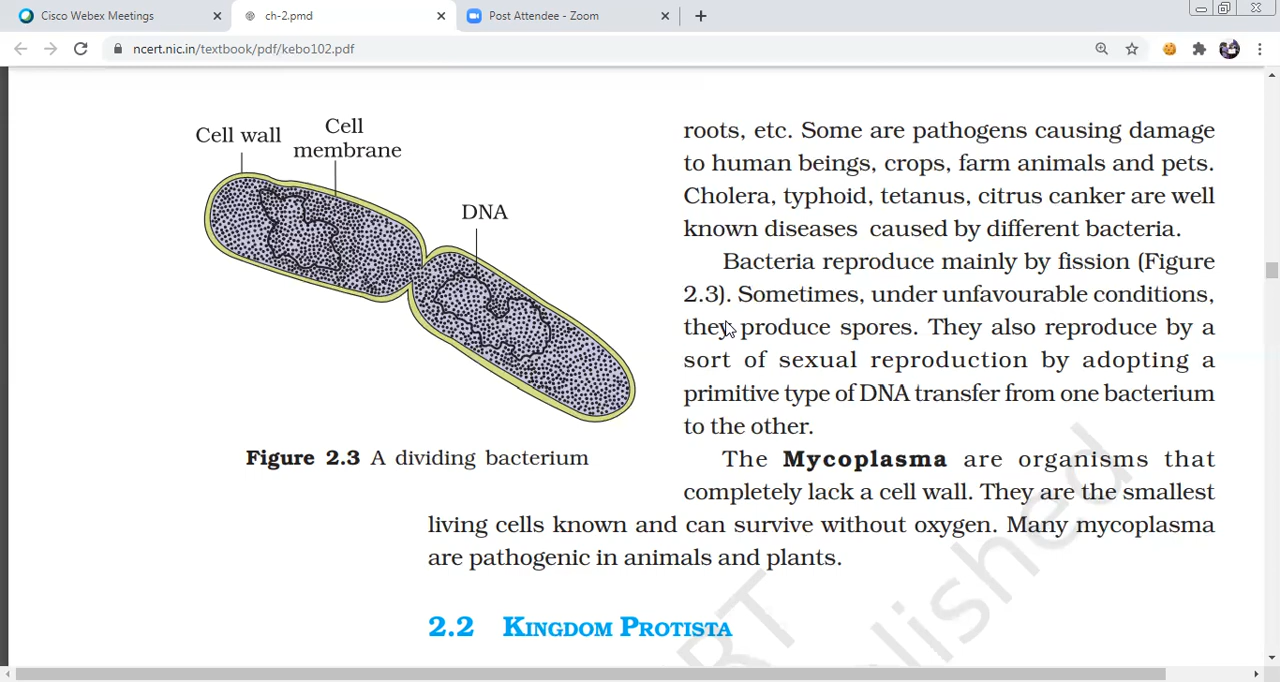 Cisco Webex Meetings
ch-2.pmd
Post Attendee - Zoom
ncert.nic.in/textbook/pdf/kebo102.pdf
Cell wall
Cell
membrane
DNA
Figure 2.3 A dividing bacterium
roots, etc. Some are pathogens causing damage
to human beings, crops, farm animals and pets.
Cholera, typhoid, tetanus, citrus canker are well
known diseases caused by different bacteria.
Bacteria reproduce mainly by fission (Figure
2.3). Sometimes, under unfavourable conditions,
they produce spores. They also reproduce by a
sort of sexual reproduction by adopting a
primitive type of DNA transfer from one bacterium
to the other.
The Mycoplasma are organisms that
completely lack a cell wall. They are the smallest
living cells known and can survive without oxygen. Many mycoplasma
are pathogenic in animals and plants.
2.2 KINGDOM PROTISTA